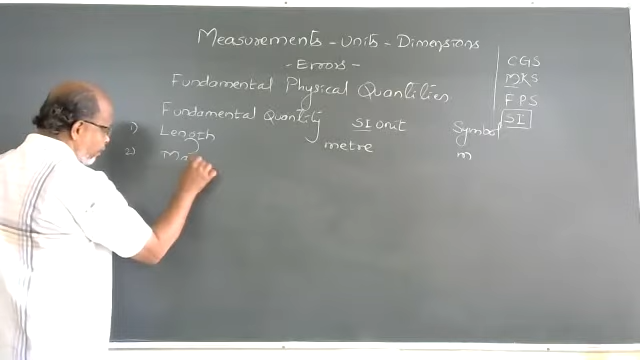 Measurements - Units - Dimensions
- Errors -
Fundamental Physical Quantities
Fundamental Quantity SI Unit Symbol
1) Length metre m
2) Ma
CGS
MKS
FPS
SI